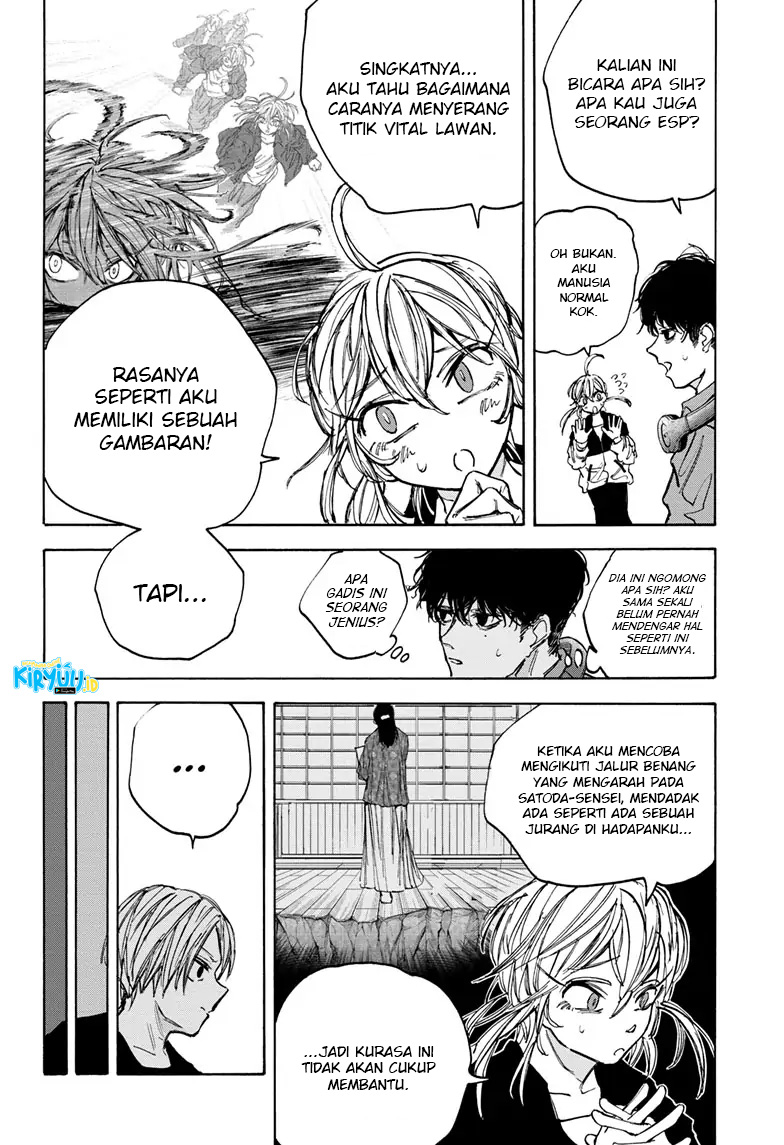 KALIAN INI
BICARA APA SIH?
APA KAU JUGA
SEORANG ESP?
OH BUKAN.
AKU
MANUSIA
NORMAL
KOK.
SINGKATNYA...
AKU TAHU BAGAIMANA
CARANYA MENYERANG
TITIK VITAL LAWAN.
RASANYA
SEPERTI AKU
MEMILIKI SEBUAH
GAMBARAN!
DIA INI NGOMONG
APA SIH? AKU
SAMA SEKALI
BELUM PERNAH
MENDENGAR HAL
SEPERTI INI
SEBELUMNYA.
APA
GADIS INI
SEORANG
JENIUS?
TAPI...
KETIKA AKU MENCOBA
MENGIKUTI JALUR BENANG
YANG MENGARAH PADA
SATODA-SENSEI, MENDADAK
ADA SEPERTI ADA SEBUAH
JURANG DI HADAPANKU...
...JADI KURASA INI
TIDAK AKAN CUKUP
MEMBANTU.
...
KIRYUU.ID